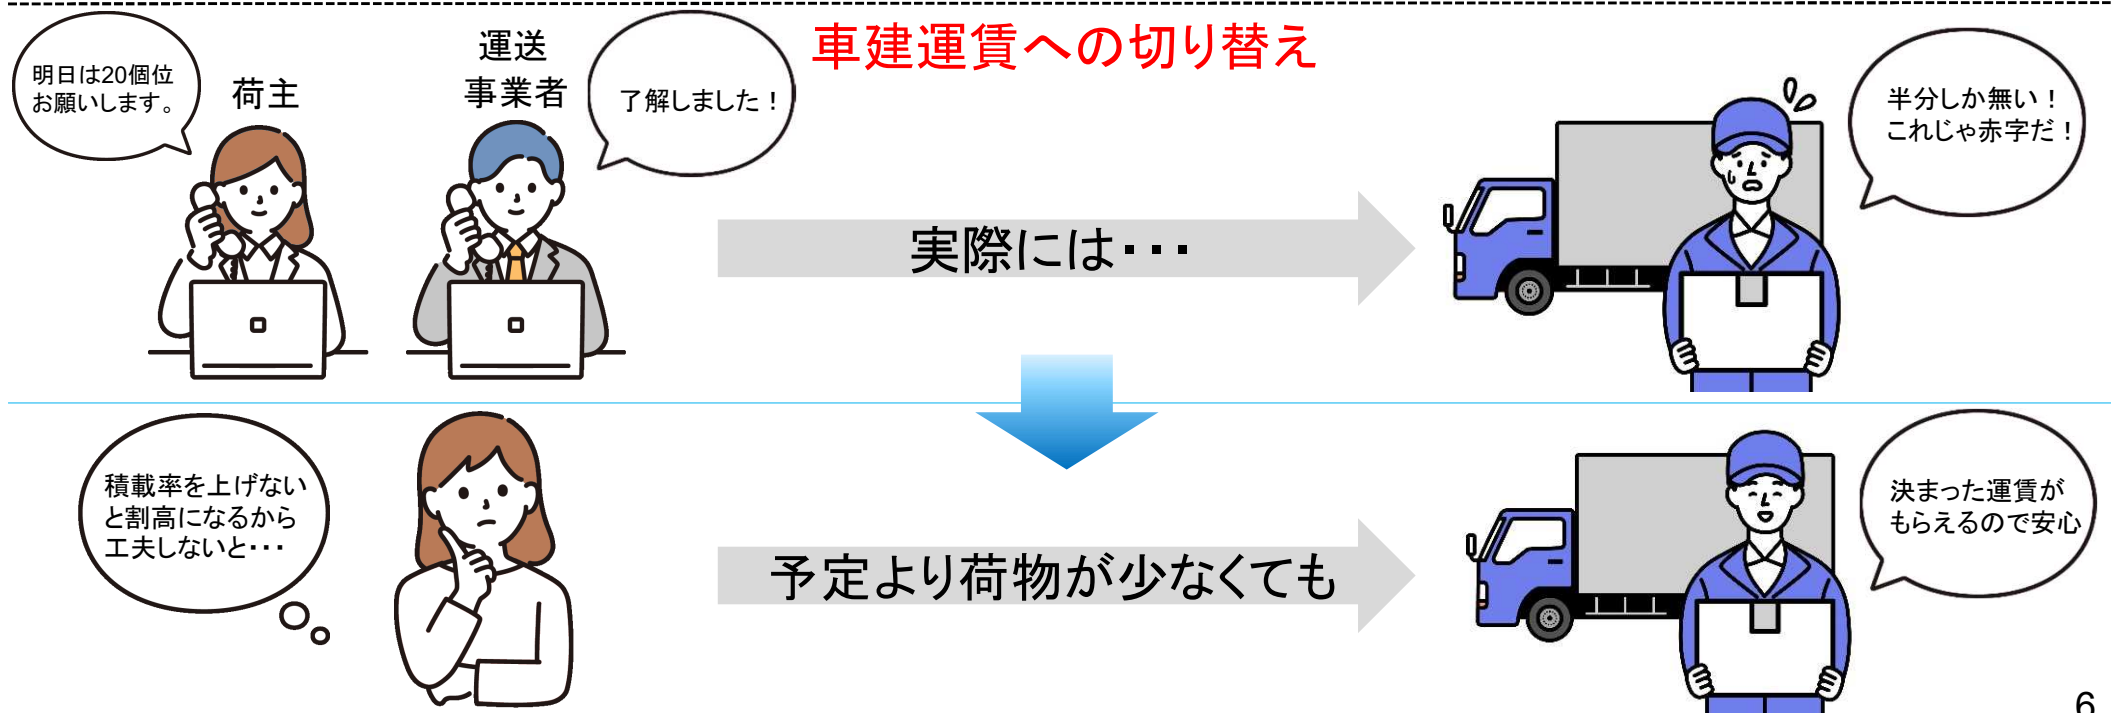 車建運賃への切り替え
明日は20個位
お願いします。
荷主
運送
事業者
了解しました！
実際には・・・
半分しか無い！
これじゃ赤字だ！
積載率を上げない
と割高になるから
工夫しないと・・・
予定より荷物が少なくても
決まった運賃が
もらえるので安心
6